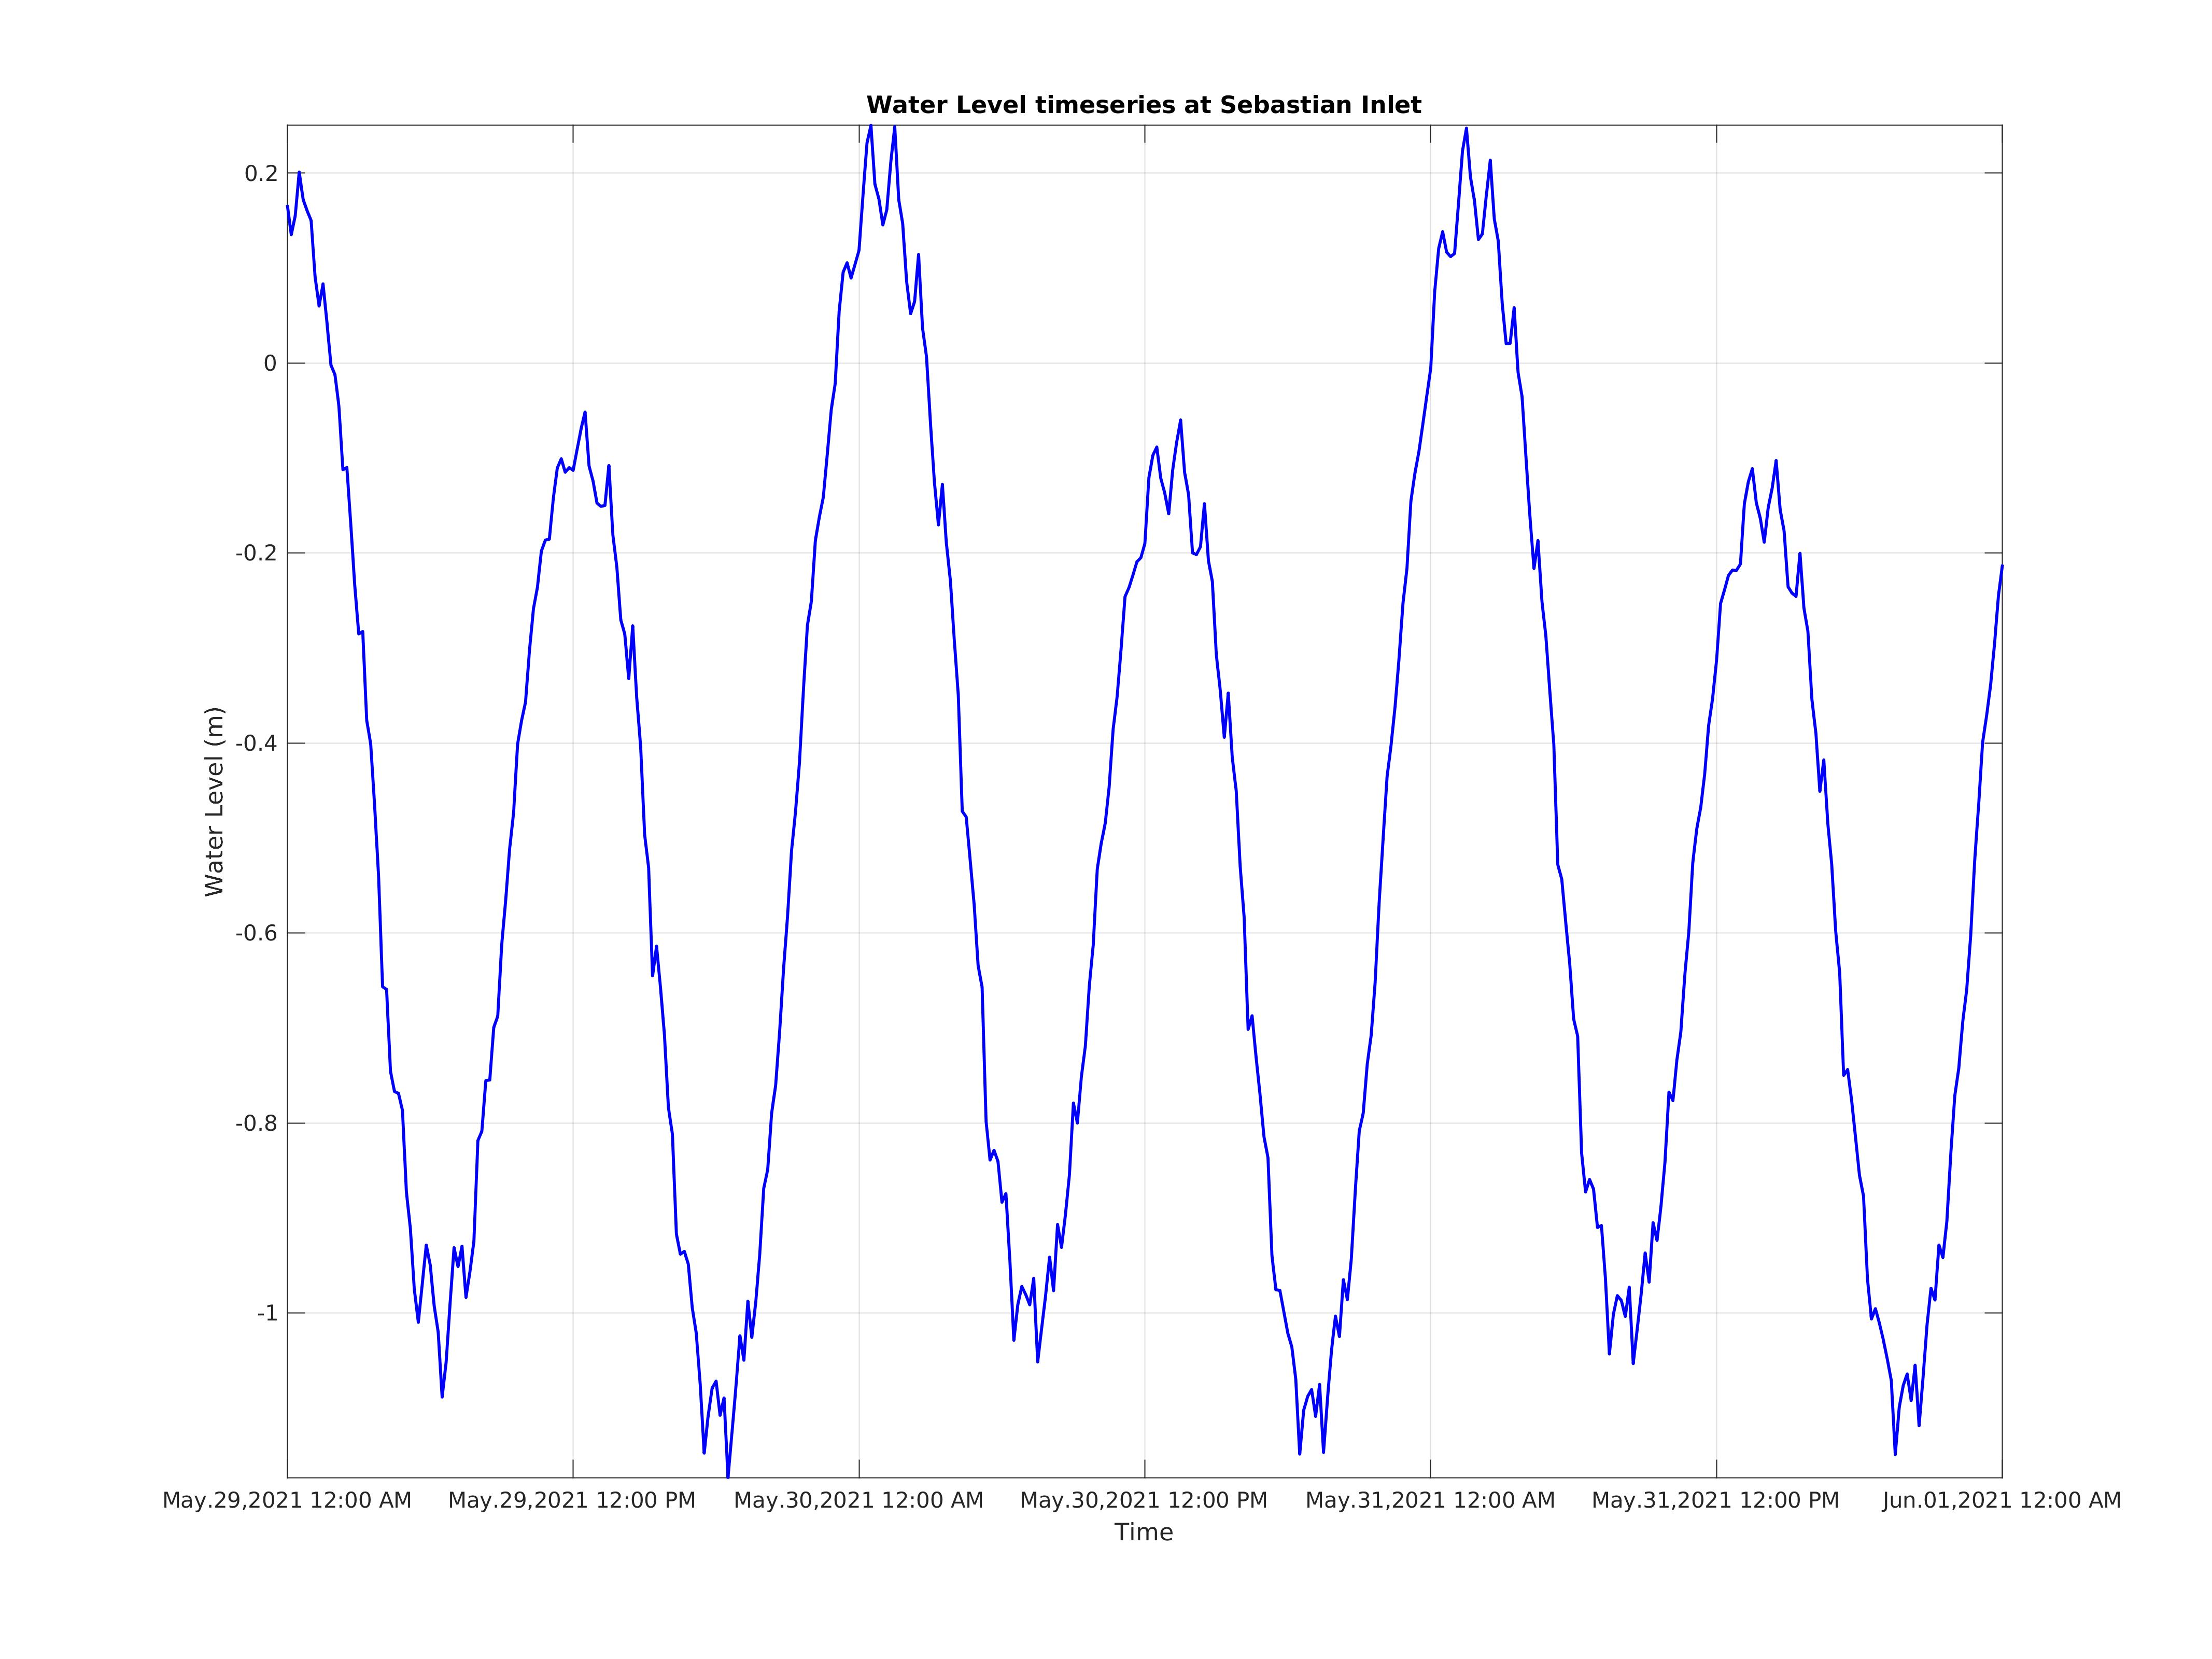 Water Level timeseries at Sebastian Inlet
0.2
0
-0.2
-0.4
-0.6
-0.8
-1
Water Level (m)
May.29,2021 12:00 AM
May.29,2021 12:00 PM
May.30,2021 12:00 AM
May.30,2021 12:00 PM
May.31,2021 12:00 AM
May.31,2021 12:00 PM
Jun.01,2021 12:00 AM
Time